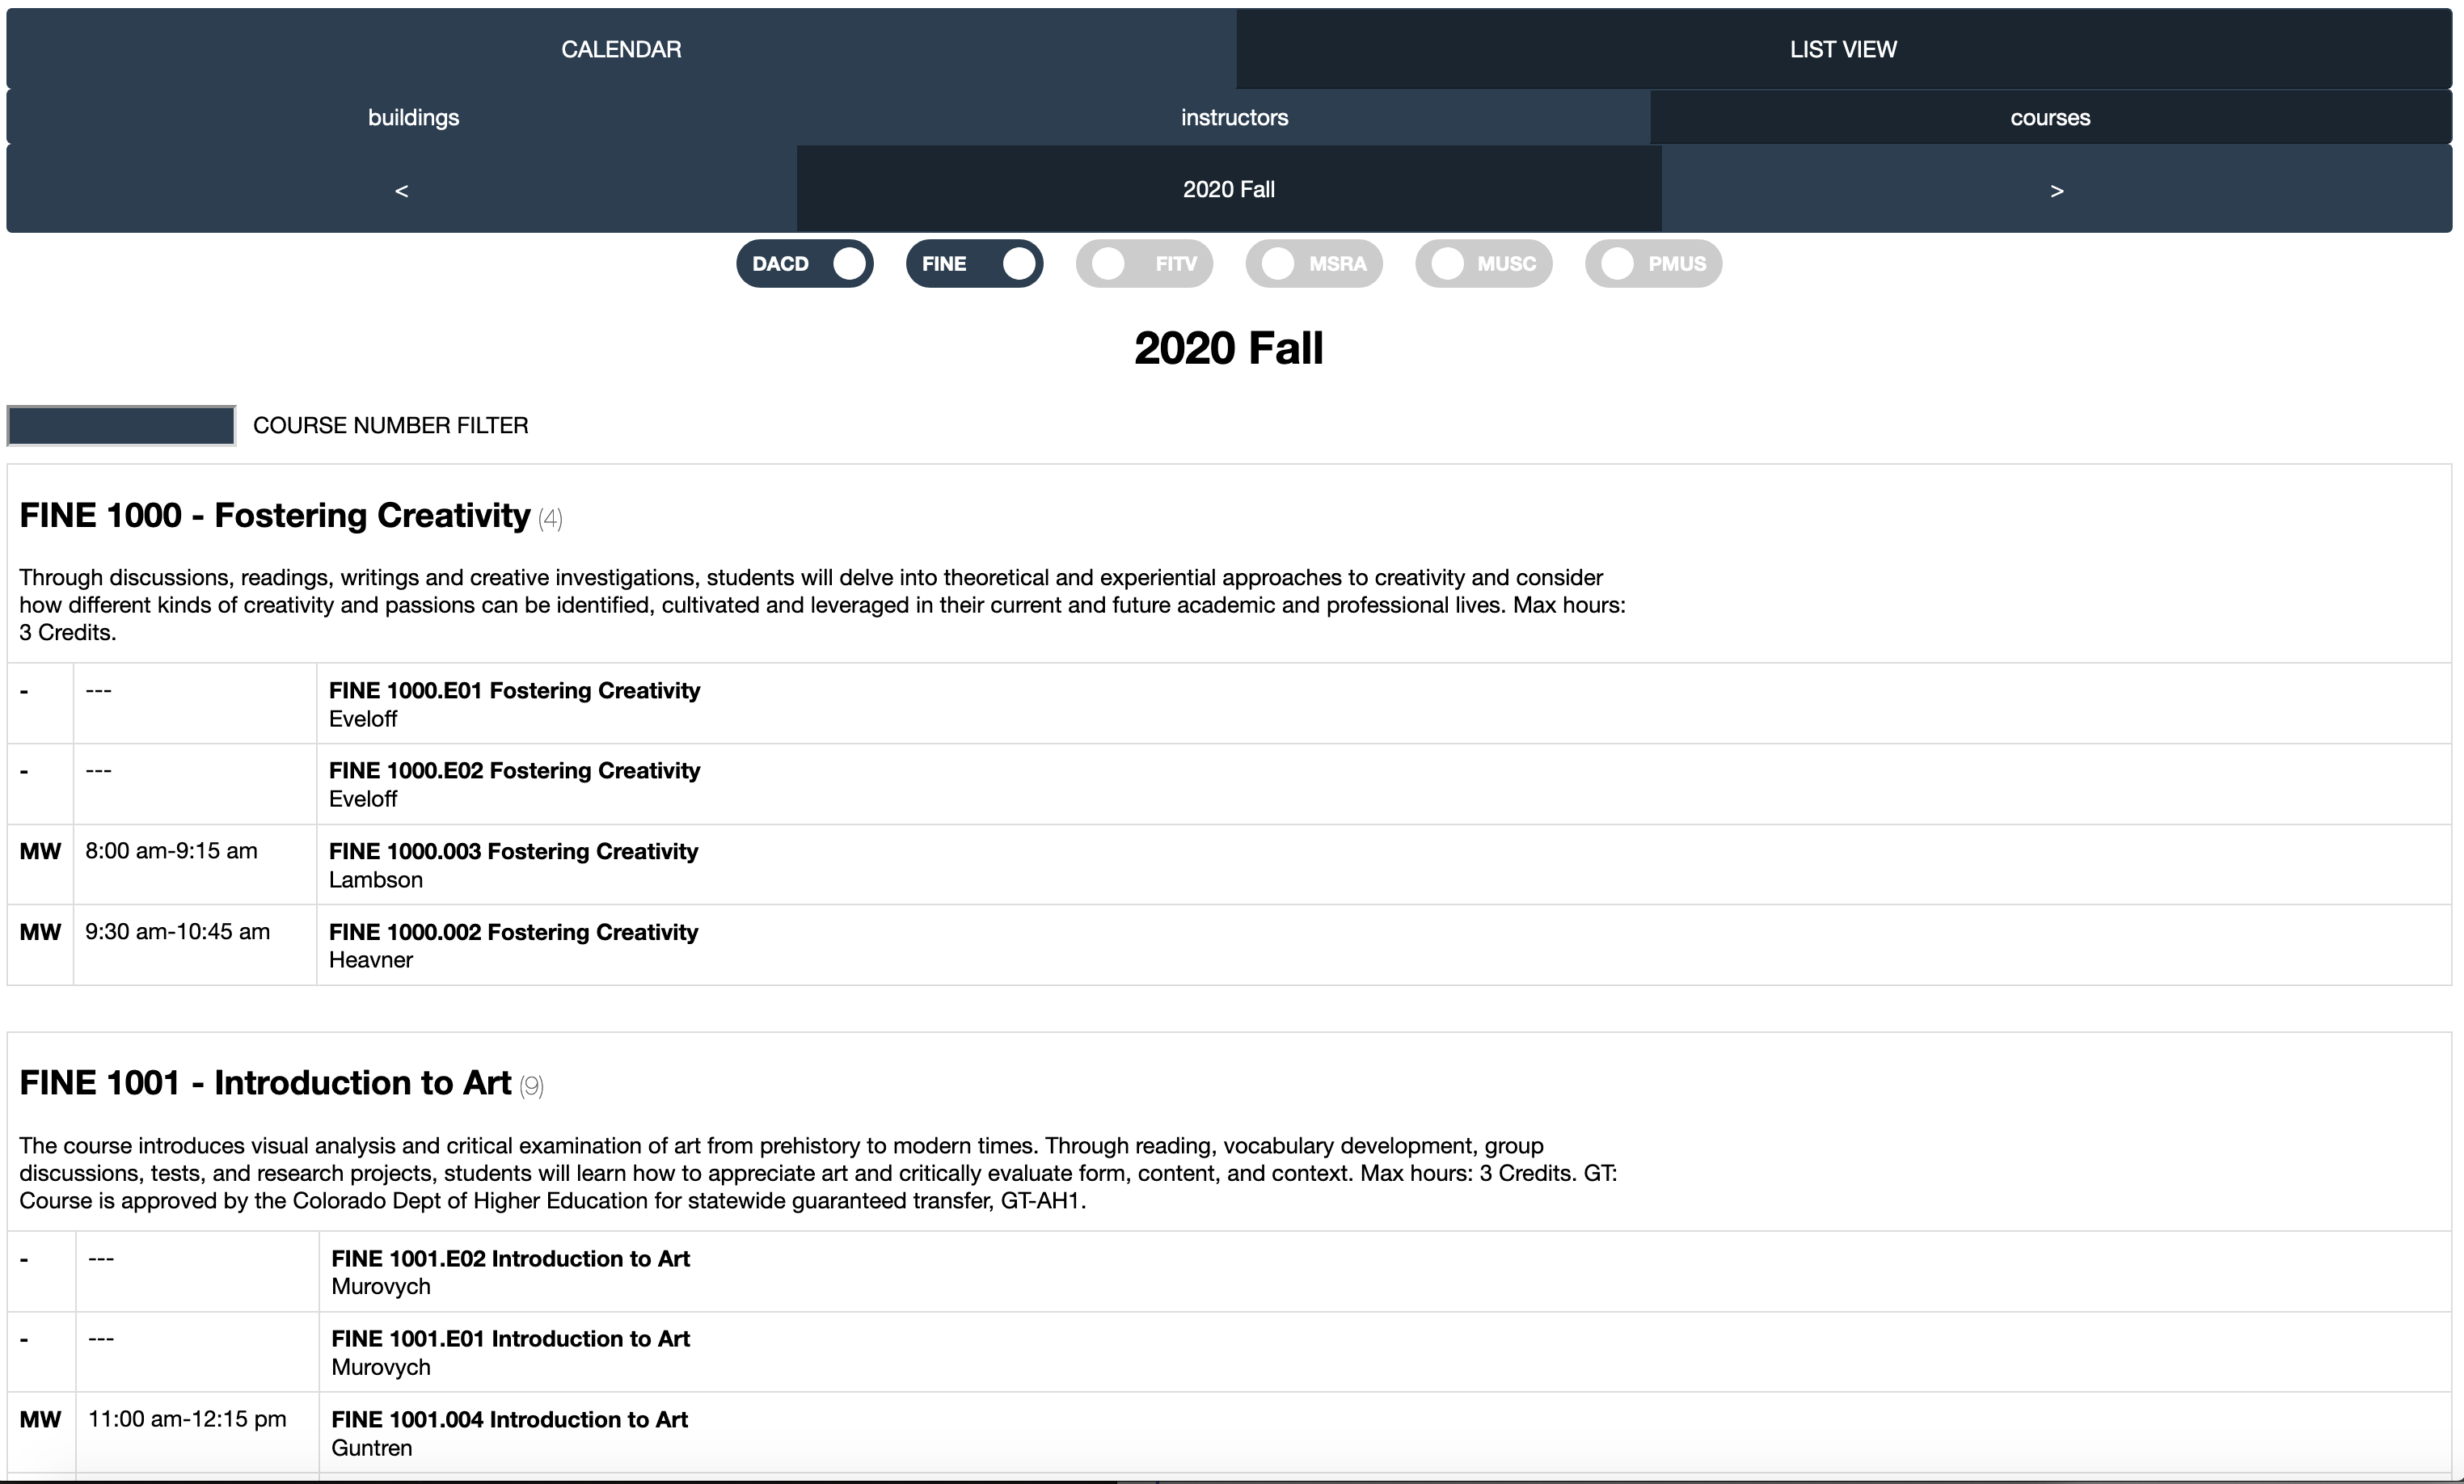 CALENDAR LIST VIEW
buildings instructors courses
< 2020 Fall >
DACD FINE FITV MSRA MUSC PMUS
2020 Fall
COURSE NUMBER FILTER
FINE 1000 - Fostering Creativity (4)
Through discussions, readings, writings and creative investigations, students will delve into theoretical and experiential approaches to creativity and consider
how different kinds of creativity and passions can be identified, cultivated and leveraged in their current and future academic and professional lives. Max hours:
3 Credits.
- --- FINE 1000.E01 Fostering Creativity
Eveloff
- --- FINE 1000.E02 Fostering Creativity
Eveloff
MW 8:00 am-9:15 am FINE 1000.003 Fostering Creativity
Lambson
MW 9:30 am-10:45 am FINE 1000.002 Fostering Creativity
Heavner
FINE 1001 - Introduction to Art (9)
The course introduces visual analysis and critical examination of art from prehistory to modern times. Through reading, vocabulary development, group
discussions, tests, and research projects, students will learn how to appreciate art and critically evaluate form, content, and context. Max hours: 3 Credits. GT:
Course is approved by the Colorado Dept of Higher Education for statewide guaranteed transfer, GT-AH1.
- --- FINE 1001.E02 Introduction to Art
Murovych
- --- FINE 1001.E01 Introduction to Art
Murovych
MW 11:00 am-12:15 pm FINE 1001.004 Introduction to Art
Guntren